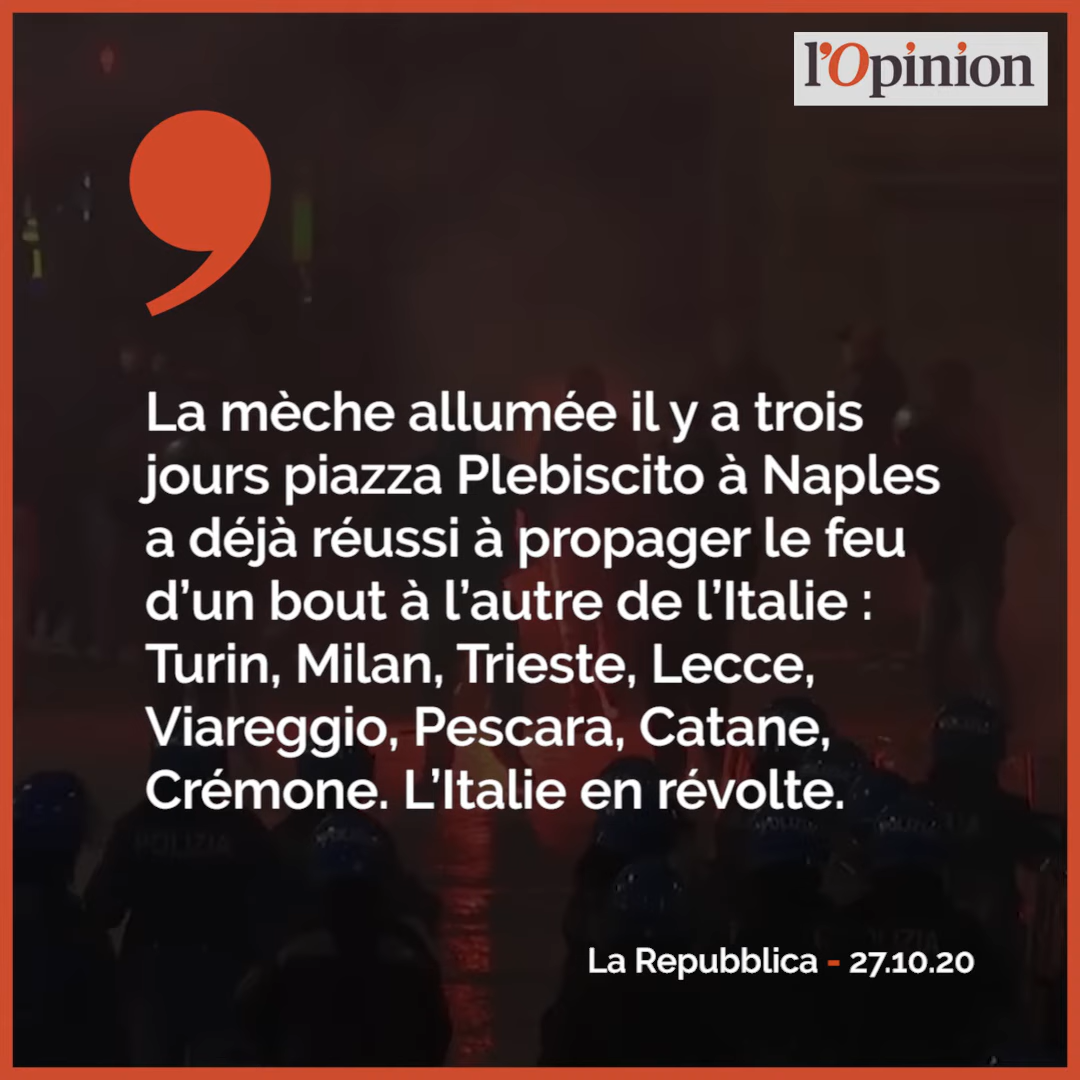 l'Opinion
La mèche allumée il y a trois
jours piazza Plebiscito à Naples
a déjà réussi à propager le feu
d’un bout à l’autre de l’Italie :
Turin, Milan, Trieste, Lecce,
Viareggio, Pescara, Catane,
Crémone. L’Italie en révolte.
POLIZIA
La Repubblica - 27.10.20